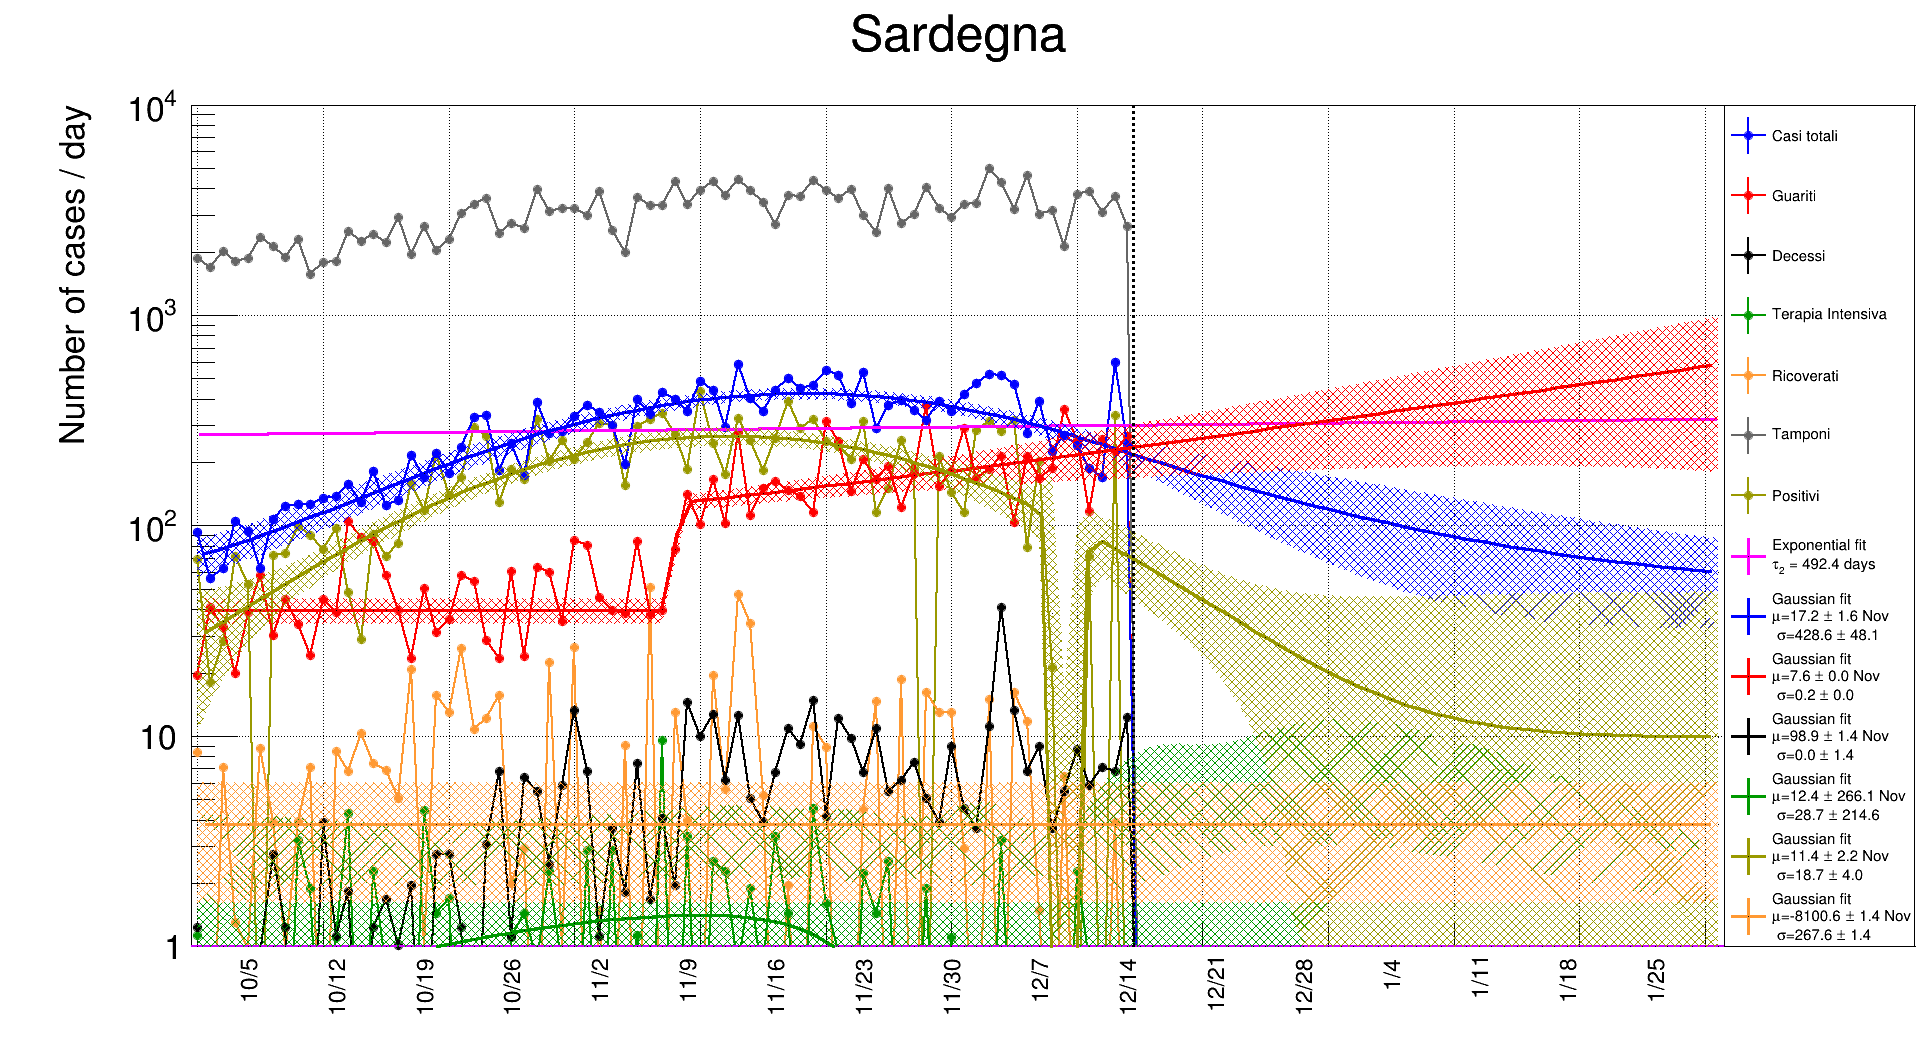 Sardegna
Number of cases / day
10^4
10^3
10^2
10
1
10/5
10/12
10/19
10/26
11/2
11/9
11/16
11/23
11/30
12/7
12/14
12/21
12/28
1/4
1/11
1/18
1/25
Casi totali
Guariti
Decessi
Terapia Intensiva
Ricoverati
Tamponi
Positivi
Exponential fit
τ₂ = 492.4 days
Gaussian fit
μ=17.2 ± 1.6 Nov
σ=428.6 ± 48.1
Gaussian fit
μ=7.6 ± 0.0 Nov
σ=0.2 ± 0.0
Gaussian fit
μ=98.9 ± 1.4 Nov
σ=0.0 ± 1.4
Gaussian fit
μ=12.4 ± 266.1 Nov
σ=28.7 ± 214.6
Gaussian fit
μ=11.4 ± 2.2 Nov
σ=18.7 ± 4.0
Gaussian fit
μ=-8100.6 ± 1.4 Nov
σ=267.6 ± 1.4